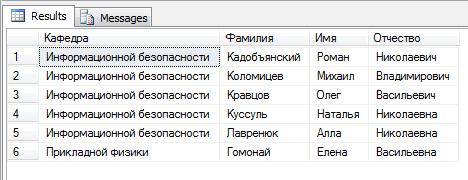 Results Messages
Кафедра Фамилия Имя Отчество
1 Информационной безопасности Кадобъянский Роман Николаевич
2 Информационной безопасности Коломицев Михаил Владимирович
3 Информационной безопасности Кравцов Олег Васильевич
4 Информационной безопасности Куссуль Наталья Николаевна
5 Информационной безопасности Лавренюк Алла Николаевна
6 Прикладной физики Гомонай Елена Васильевна